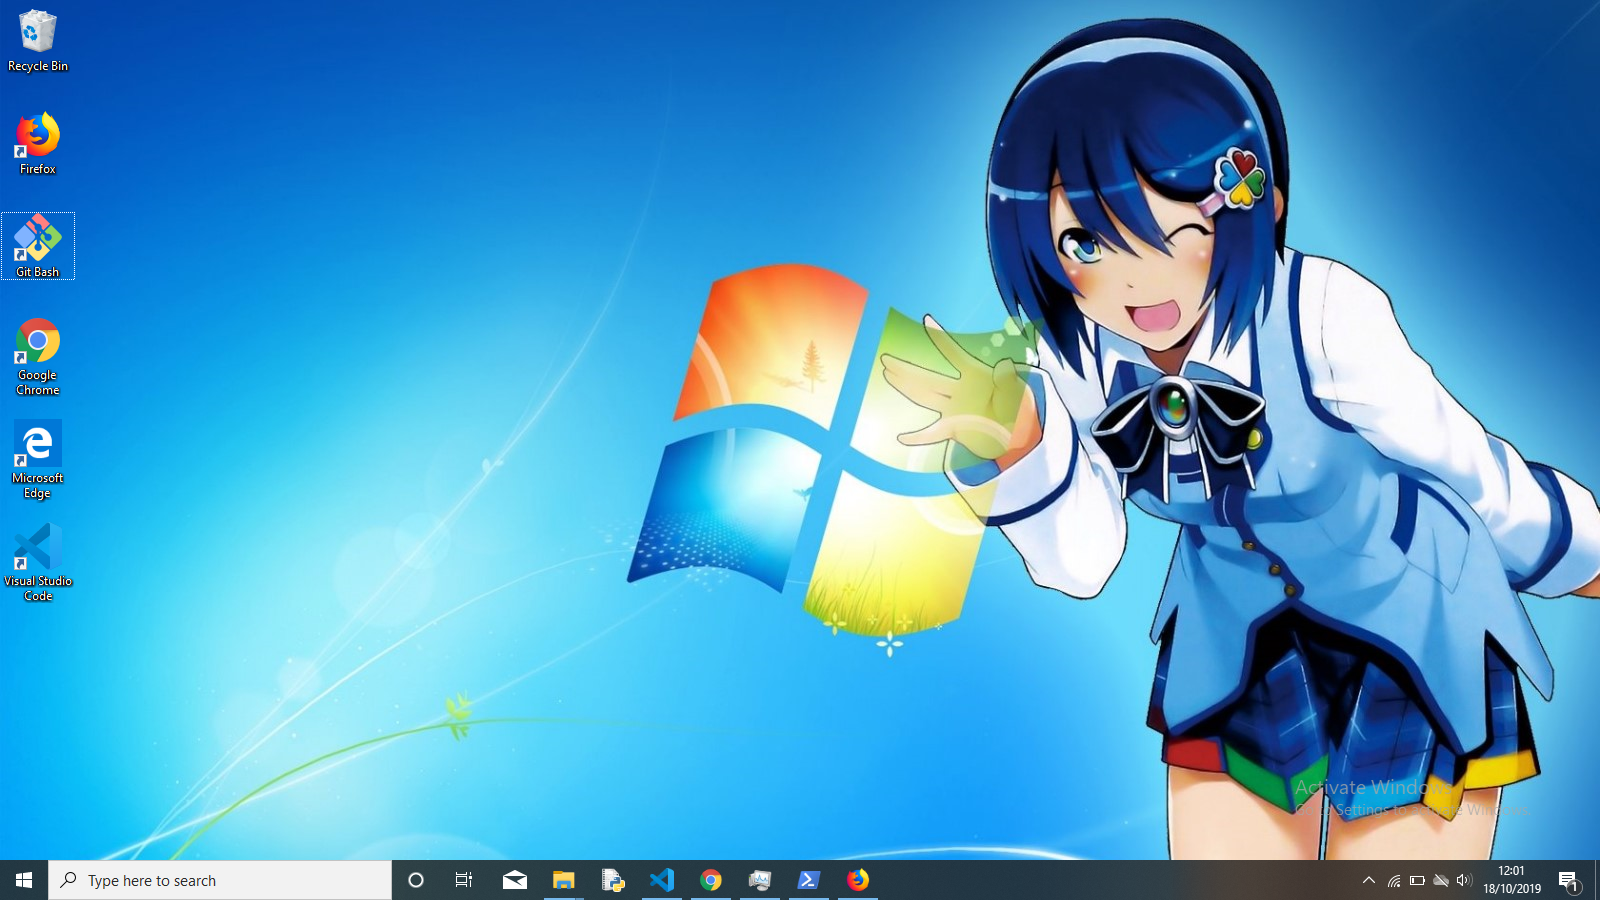 Recycle Bin
Firefox
Git Bash
Google
Chrome
Microsoft
Edge
Visual Studio
Code
Activate Windows
Go to Settings to activate Windows.
Type here to search
12:01
18/10/2019
1